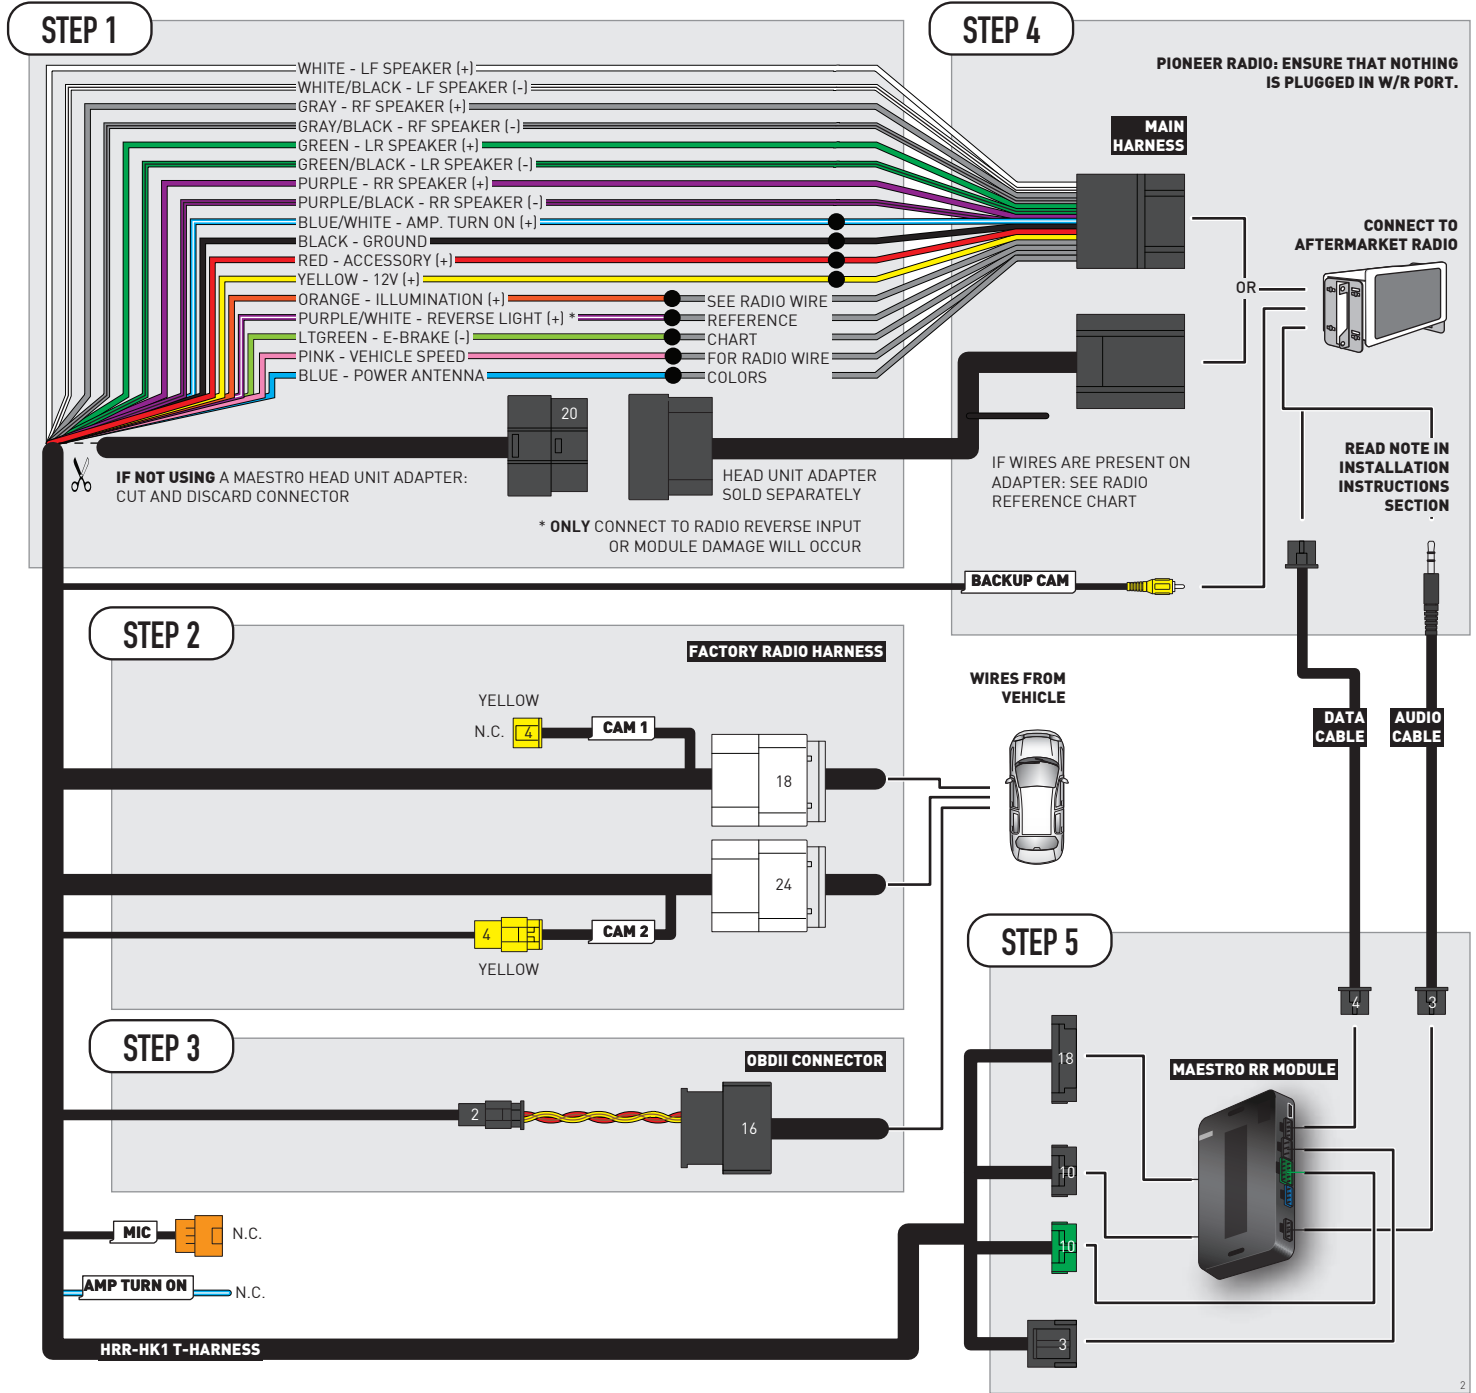 STEP 1
WHITE - LF SPEAKER (+)
WHITE/BLACK - LF SPEAKER (-)
GRAY - RF SPEAKER (+)
GRAY/BLACK - RF SPEAKER (-)
GREEN - LR SPEAKER (+)
GREEN/BLACK - LR SPEAKER (-)
PURPLE - RR SPEAKER (+)
PURPLE/BLACK - RR SPEAKER (-)
BLUE/WHITE - AMP. TURN ON (+)
BLACK - GROUND
RED - ACCESSORY (+)
YELLOW - 12V (+)
ORANGE - ILLUMINATION (+)
PURPLE/WHITE - REVERSE LIGHT (+) *
LTGREEN - E-BRAKE (-)
PINK - VEHICLE SPEED
BLUE - POWER ANTENNA
SEE RADIO WIRE
REFERENCE
CHART
FOR RADIO WIRE
COLORS
20
IF NOT USING A MAESTRO HEAD UNIT ADAPTER:
CUT AND DISCARD CONNECTOR
HEAD UNIT ADAPTER
SOLD SEPARATELY
* ONLY CONNECT TO RADIO REVERSE INPUT
OR MODULE DAMAGE WILL OCCUR
STEP 4
PIONEER RADIO: ENSURE THAT NOTHING
IS PLUGGED IN W/R PORT.
MAIN
HARNESS
OR
CONNECT TO
AFTERMARKET RADIO
IF WIRES ARE PRESENT ON
ADAPTER: SEE RADIO
REFERENCE CHART
READ NOTE IN
INSTALLATION
INSTRUCTIONS
SECTION
BACKUP CAM
STEP 2
FACTORY RADIO HARNESS
YELLOW
N.C.
4
CAM 1
18
24
4
CAM 2
YELLOW
WIRES FROM
VEHICLE
DATA
CABLE
AUDIO
CABLE
STEP 3
OBDII CONNECTOR
2
16
MIC
N.C.
AMP TURN ON
N.C.
HRR-HK1 T-HARNESS
STEP 5
4
3
18
MAESTRO RR MODULE
10
10
3
2